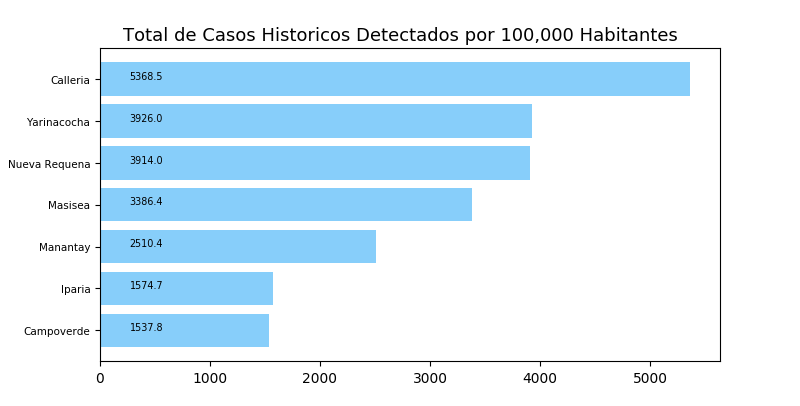 Total de Casos Historicos Detectados por 100,000 Habitantes
Calleria 5368.5
Yarinacocha 3926.0
Nueva Requena 3914.0
Masisea 3386.4
Manantay 2510.4
Iparia 1574.7
Campoverde 1537.8
0 1000 2000 3000 4000 5000